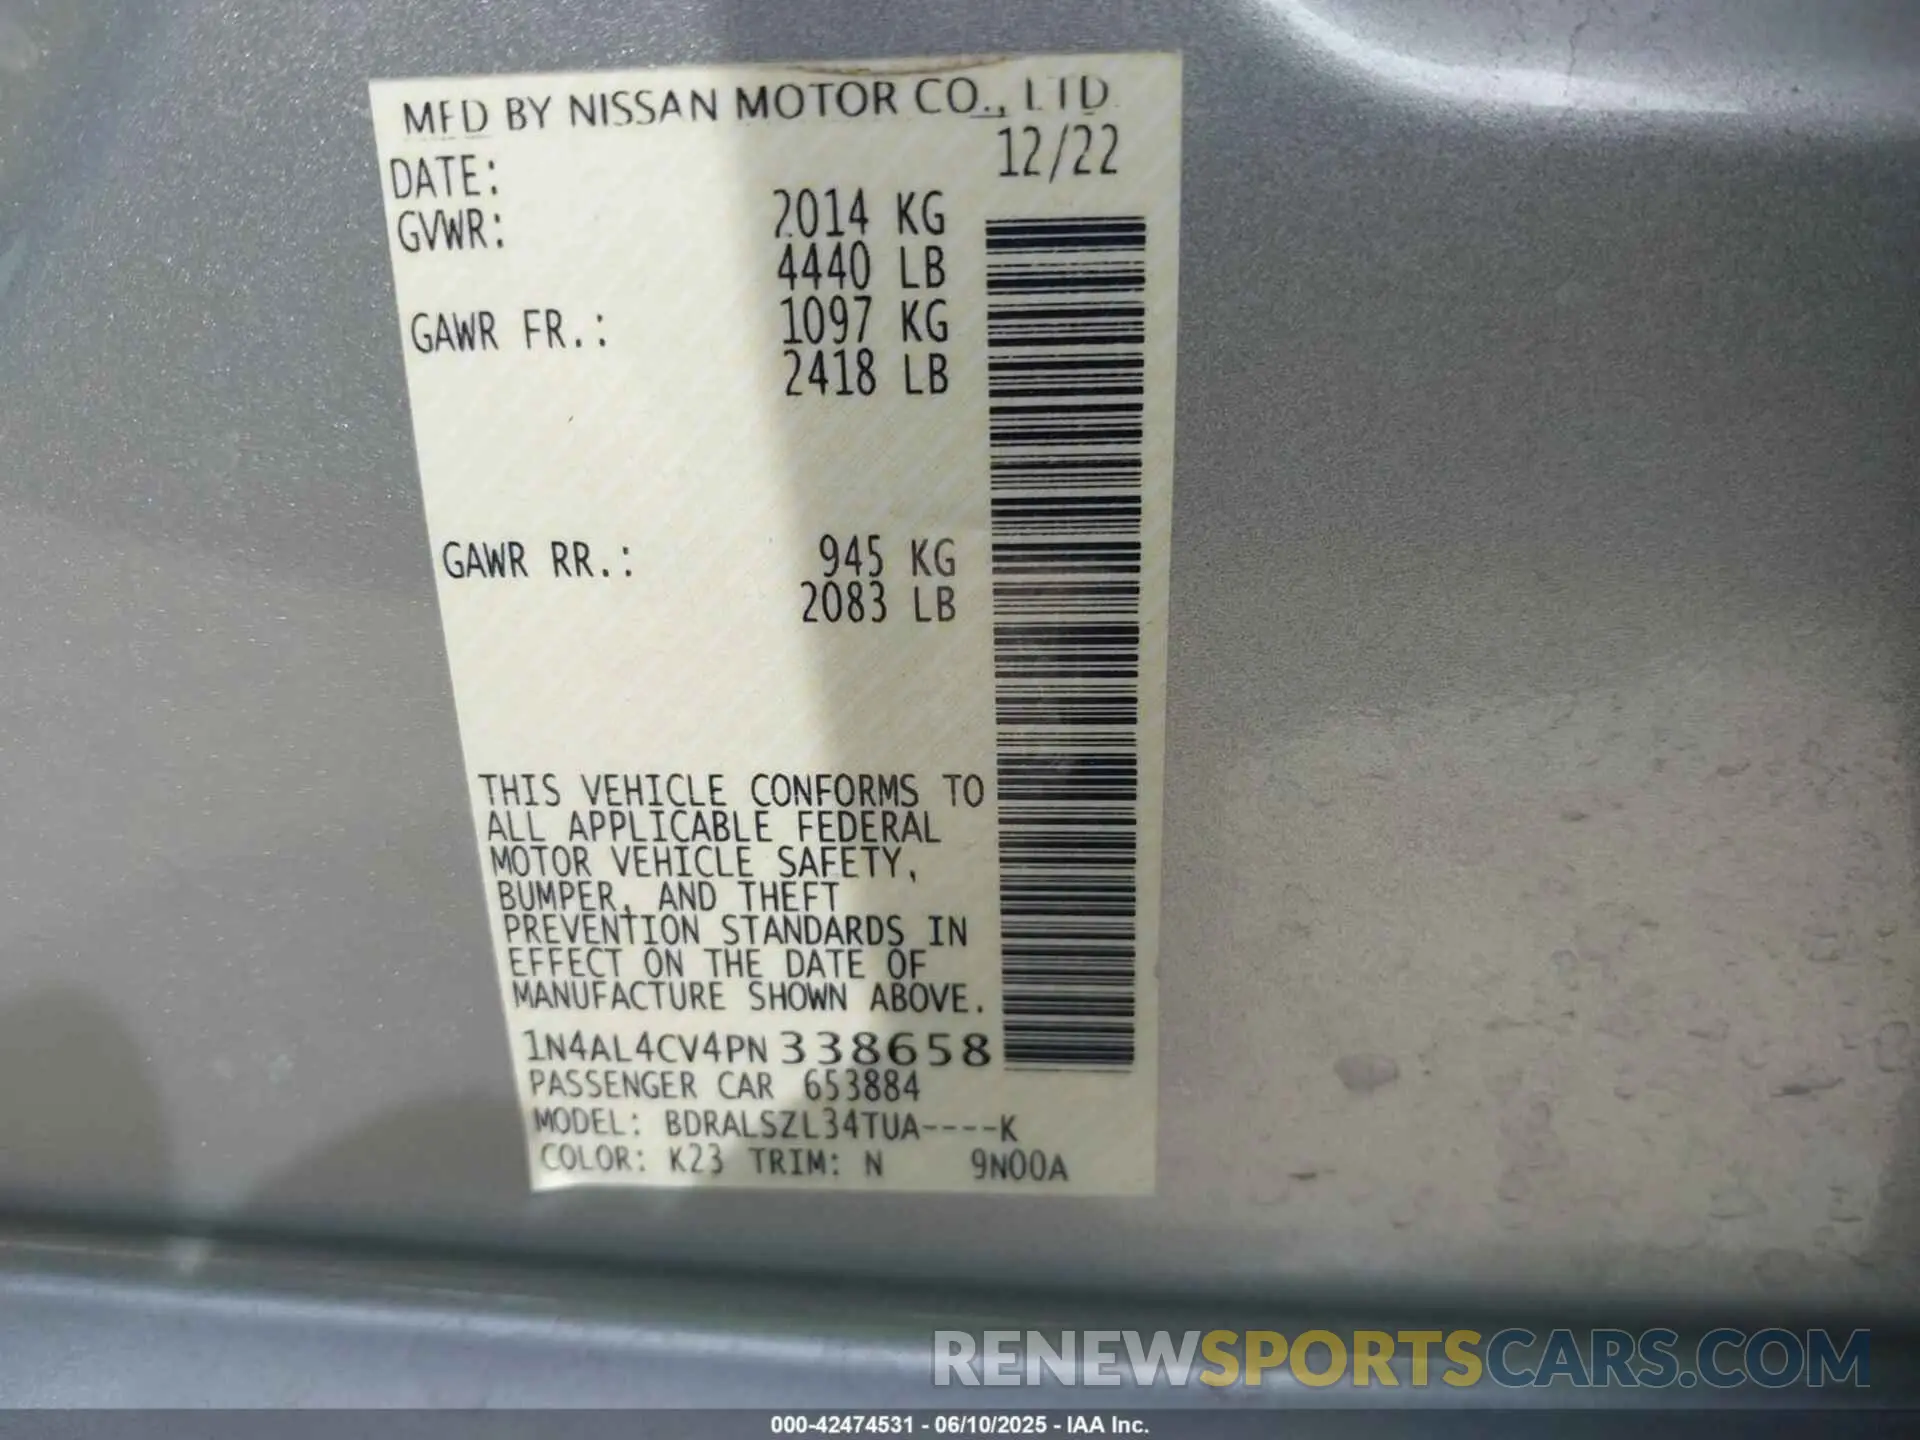 MFD BY NISSAN MOTOR CO., LTD
DATE: 12/22
GVWR: 2014 KG
4440 LB
GAWR FR.: 1097 KG
2418 LB
GAWR RR.: 945 KG
2083 LB
THIS VEHICLE CONFORMS TO
ALL APPLICABLE FEDERAL
MOTOR VEHICLE SAFETY,
BUMPER, AND THEFT
PREVENTION STANDARDS IN
EFFECT ON THE DATE OF
MANUFACTURE SHOWN ABOVE.
1N4AL4CV4PN338658
PASSENGER CAR 653884
MODEL: BDRALSZL34TUA----K
COLOR: K23 TRIM: N 9N00A
RENEWSPORTSCARS.COM
000-42474531 - 06/10/2025 - IAA Inc.